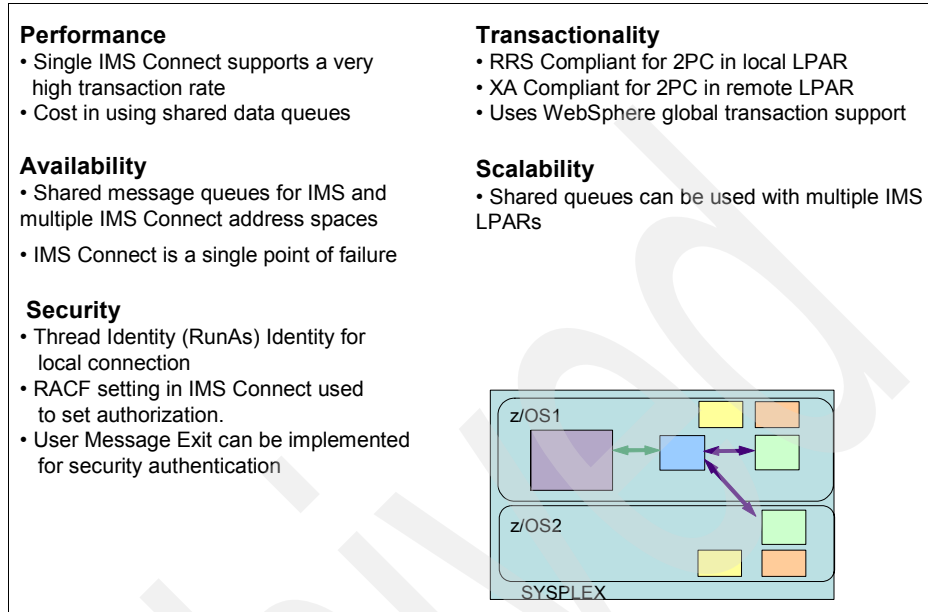 Performance
• Single IMS Connect supports a very
high transaction rate
• Cost in using shared data queues
Availability
• Shared message queues for IMS and
multiple IMS Connect address spaces
• IMS Connect is a single point of failure
Security
• Thread Identity (RunAs) Identity for
local connection
• RACF setting in IMS Connect used
to set authorization.
• User Message Exit can be implemented
for security authentication
Transactionality
• RRS Compliant for 2PC in local LPAR
• XA Compliant for 2PC in remote LPAR
• Uses WebSphere global transaction support
Scalability
• Shared queues can be used with multiple IMS
LPARs
z/OS1
z/OS2
SYSPLEX